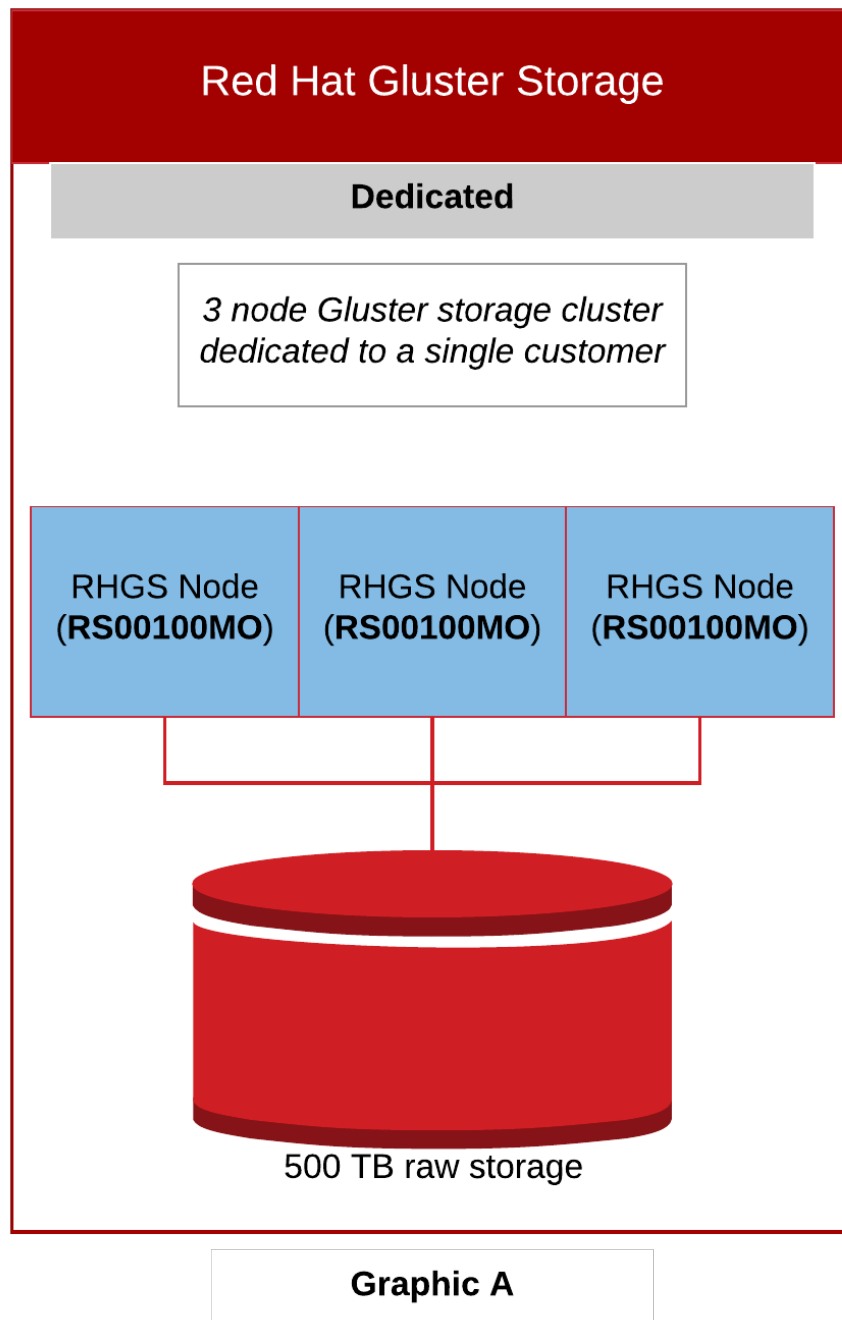 Red Hat Gluster Storage
Dedicated
3 node Gluster storage cluster
dedicated to a single customer
RHGS Node
(RS00100MO)
RHGS Node
(RS00100MO)
RHGS Node
(RS00100MO)
500 TB raw storage
Graphic A